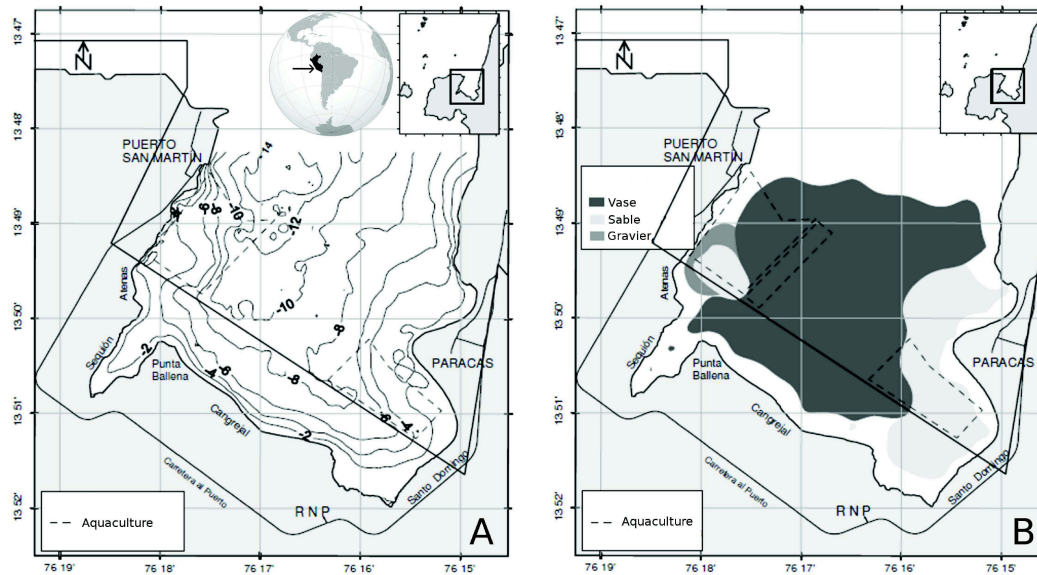 13 47'
13 48'
13 49'
13 50'
13 51'
13 52'
N
PUERTO
SAN MARTIN
-14
-6
-8
-10
-12
-10
-8
Atenas
Sequión
-2
Punta
Ballena
-4
-6
-8
-6
-4
-2
Cangrejal
PARACAS
Carretera al Puerto
Santo Domingo
RNP
Aquaculture
A
76 19'
76 18'
76 17'
76 16'
76 15'
13 47'
13 48'
13 49'
13 50'
13 51'
13 52'
N
PUERTO
SAN MARTIN
Vase
Sable
Gravier
Atenas
Sequión
Punta
Ballena
Cangrejal
PARACAS
Carretera al Puerto
Santo Domingo
RNP
Aquaculture
B
76 19'
76 18'
76 17'
76 16'
76 15'